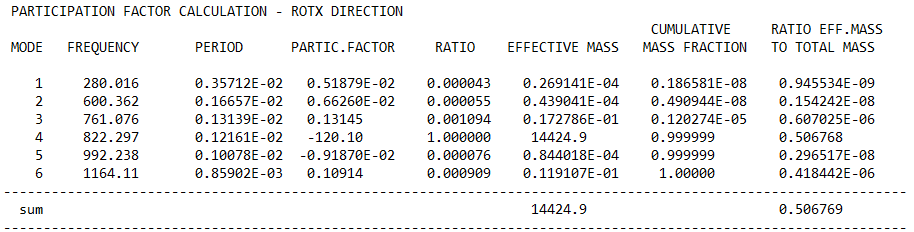 PARTICIPATION FACTOR CALCULATION - ROTX DIRECTION
CUMULATIVE RATIO EFF.MASS
MODE FREQUENCY PERIOD PARTIC.FACTOR RATIO EFFECTIVE MASS MASS FRACTION TO TOTAL MASS
1 280.016 0.35712E-02 0.51879E-02 0.000043 0.269141E-04 0.186581E-08 0.945534E-09
2 600.362 0.16657E-02 0.66260E-02 0.000055 0.439041E-04 0.490944E-08 0.154242E-08
3 761.076 0.13139E-02 0.13145 0.001094 0.172786E-01 0.120274E-05 0.607025E-06
4 822.297 0.12161E-02 -120.10 1.000000 14424.9 0.999999 0.506768
5 992.238 0.10078E-02 -0.91870E-02 0.000076 0.844018E-04 0.999999 0.296517E-08
6 1164.11 0.85902E-03 0.10914 0.000909 0.119107E-01 1.00000 0.418442E-06
sum 14424.9 0.506769